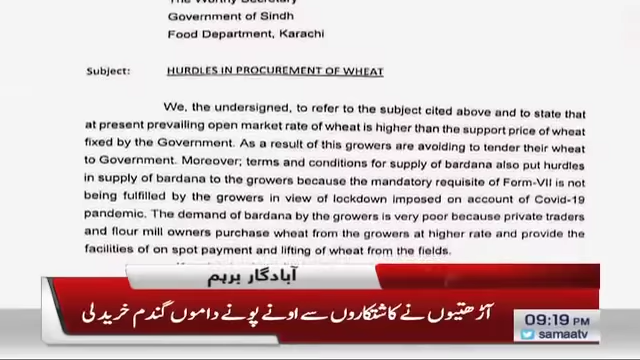 The Worthy Secretary
Government of Sindh
Food Department, Karachi
Subject: HURDLES IN PROCUREMENT OF WHEAT
We, the undersigned, to refer to the subject cited above and to state that
at present prevailing open market rate of wheat is higher than the support price of wheat
fixed by the Government. As a result of this growers are avoiding to tender their wheat
to Government. Moreover; terms and conditions for supply of bardana also put hurdles
in supply of bardana to the growers because the mandatory requisite of Form-VII is not
being fulfilled by the growers in view of lockdown imposed on account of Covid-19
pandemic. The demand of bardana by the growers is very poor because private traders
and flour mill owners purchase wheat from the growers at higher rate and provide the
facilities of on spot payment and lifting of wheat from the fields.
آبادگار برہم
آڑھتیوں نے کاشتکاروں سے اونے پونے داموں گندم خرید لی
09:19 PM
samaatv